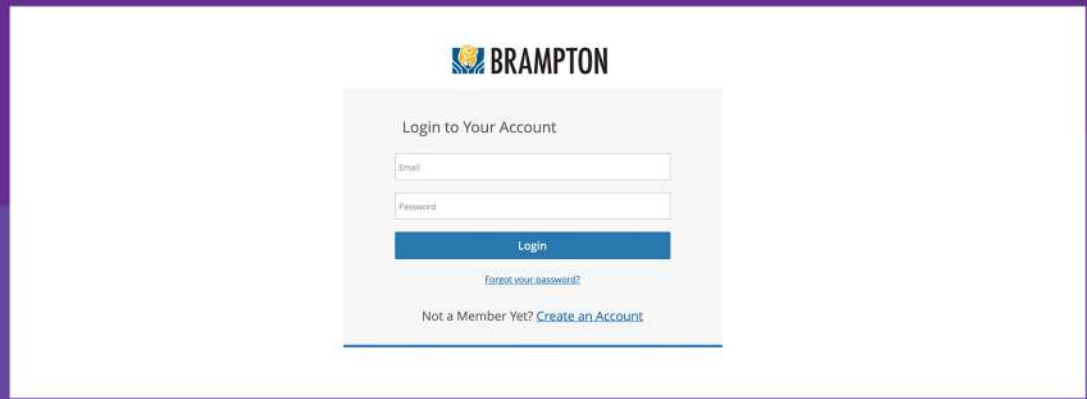 BRAMPTON
Login to Your Account
Email
Password
Login
Forgot your password?
Not a Member Yet? Create an Account